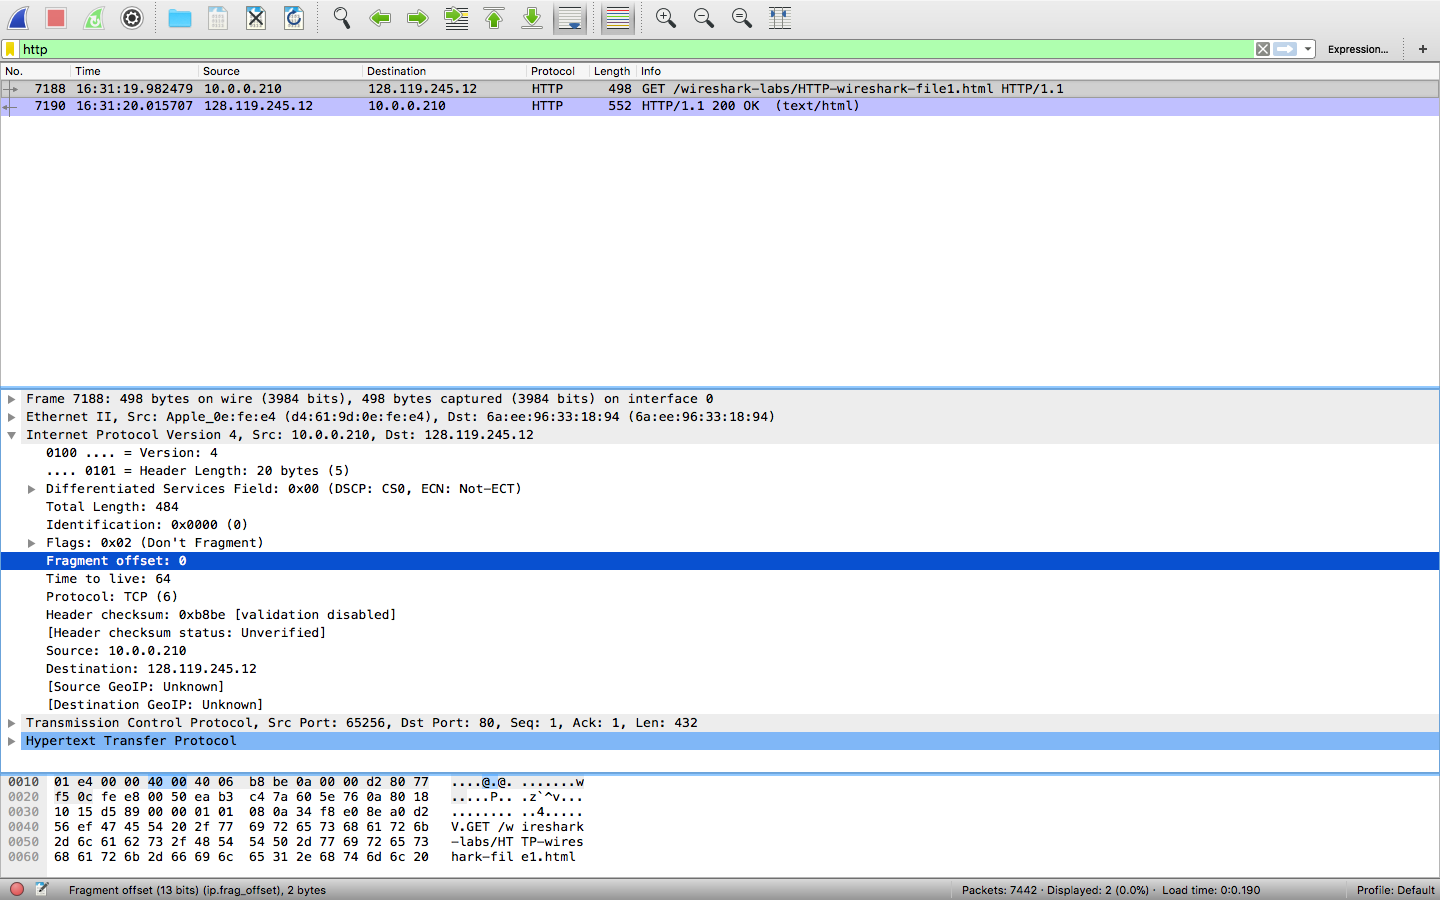 http
Expression...
+
No. Time Source Destination Protocol Length Info
7188 16:31:19.982479 10.0.0.210 128.119.245.12 HTTP 498 GET /wireshark-labs/HTTP-wireshark-file1.html HTTP/1.1
7190 16:31:20.015707 128.119.245.12 10.0.0.210 HTTP 552 HTTP/1.1 200 OK (text/html)
Frame 7188: 498 bytes on wire (3984 bits), 498 bytes captured (3984 bits) on interface 0
Ethernet II, Src: Apple_0e:fe:e4 (d4:61:9d:0e:fe:e4), Dst: 6a:ee:96:33:18:94 (6a:ee:96:33:18:94)
Internet Protocol Version 4, Src: 10.0.0.210, Dst: 128.119.245.12
0100 .... = Version: 4
.... 0101 = Header Length: 20 bytes (5)
Differentiated Services Field: 0x00 (DSCP: CS0, ECN: Not-ECT)
Total Length: 484
Identification: 0x0000 (0)
Flags: 0x02 (Don't Fragment)
Fragment offset: 0
Time to live: 64
Protocol: TCP (6)
Header checksum: 0xb8be [validation disabled]
[Header checksum status: Unverified]
Source: 10.0.0.210
Destination: 128.119.245.12
[Source GeoIP: Unknown]
[Destination GeoIP: Unknown]
Transmission Control Protocol, Src Port: 65256, Dst Port: 80, Seq: 1, Ack: 1, Len: 432
Hypertext Transfer Protocol
0010 01 e4 00 00 40 00 40 06 b8 be 0a 00 00 d2 80 77 ....@.@. .......w
0020 f5 0c fe e8 00 50 ea b3 c4 7a 60 5e 76 0a 80 18 .....P.. .z`^v...
0030 10 15 d5 89 00 00 01 01 08 0a 34 f8 e0 8e a0 d2 ........ ..4.....
0040 56 ef 47 45 54 20 2f 77 69 72 65 73 68 61 72 6b V.GET /w ireshark
0050 2d 6c 61 62 73 2f 48 54 54 50 2d 77 69 72 65 73 -labs/HT TP-wires
0060 68 61 72 6b 2d 66 69 6c 65 31 2e 68 74 6d 6c 20 hark-fil e1.html
Fragment offset (13 bits) (ip.frag_offset), 2 bytes
Packets: 7442 · Displayed: 2 (0.0%) · Load time: 0:0.190
Profile: Default